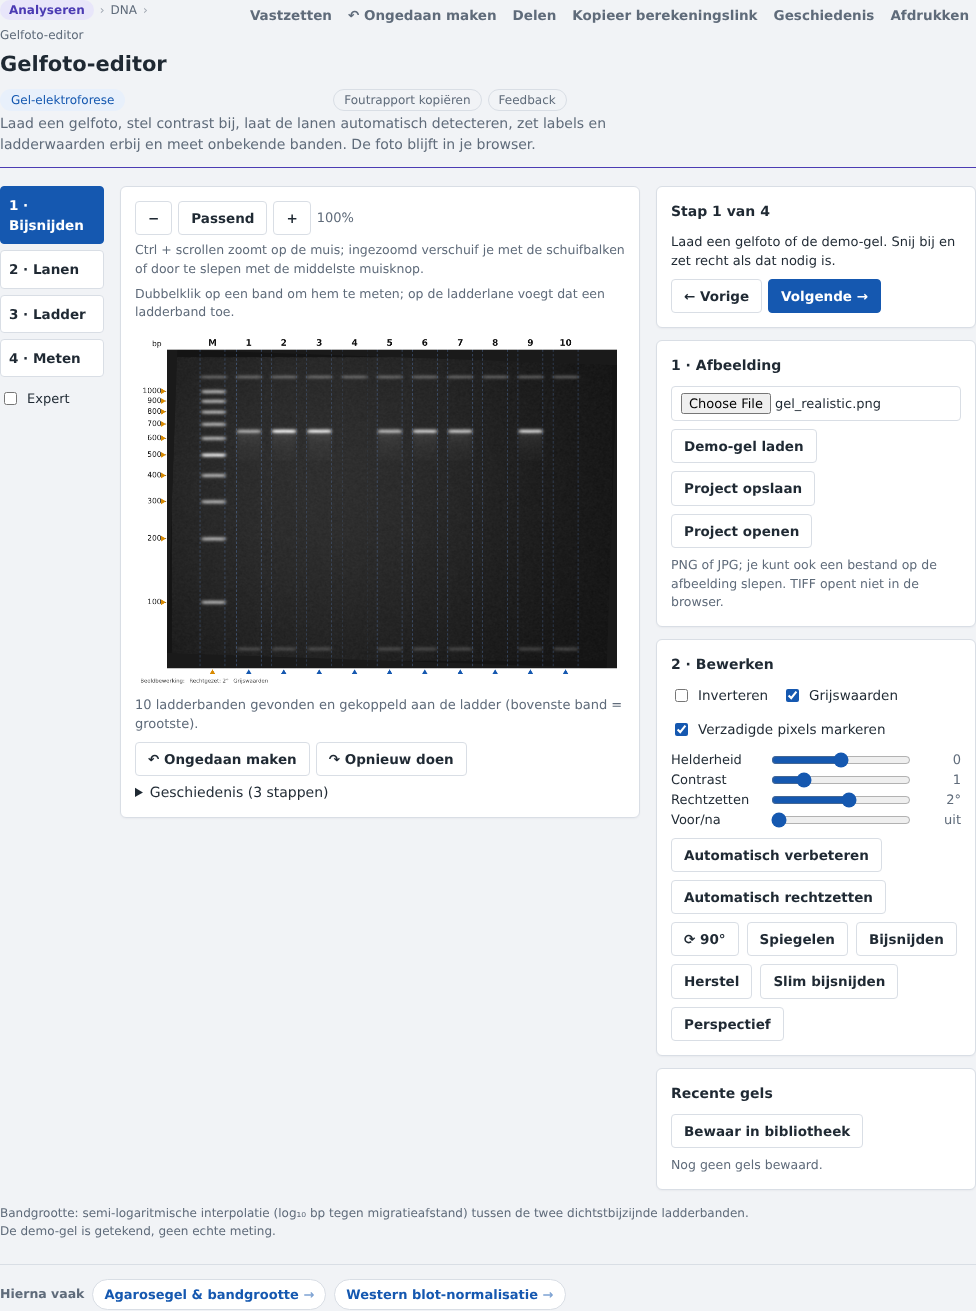 Analyseren › DNA ›
Gelfoto-editor
Vastzetten ↶ Ongedaan maken Delen Kopieer berekeningslink Geschiedenis Afdrukken
Gelfoto-editor
Gel-elektroforese Foutrapport kopiëren Feedback
Laad een gelfoto, stel contrast bij, laat de lanen automatisch detecteren, zet labels en
ladderwaarden erbij en meet onbekende banden. De foto blijft in je browser.
1 ·
Bijsnijden
2 · Lanen
3 · Ladder
4 · Meten
Expert
− Passend + 100%
Ctrl + scrollen zoomt op de muis; ingezoomd verschuif je met de schuifbalken
of door te slepen met de middelste muisknop.
Dubbelklik op een band om hem te meten; op de ladderlane voegt dat een
ladderband toe.
bp M 1 2 3 4 5 6 7 8 9 10
1000
900
800
700
600
500
400
300
200
100
Beeldbewerking: Rechtgezet: 2° Grijswaarden
10 ladderbanden gevonden en gekoppeld aan de ladder (bovenste band =
grootste).
↶ Ongedaan maken ↷ Opnieuw doen
▶ Geschiedenis (3 stappen)
Stap 1 van 4
Laad een gelfoto of de demo-gel. Snij bij en
zet recht als dat nodig is.
← Vorige Volgende →
1 · Afbeelding
Choose File gel_realistic.png
Demo-gel laden
Project opslaan
Project openen
PNG of JPG; je kunt ook een bestand op de
afbeelding slepen. TIFF opent niet in de
browser.
2 · Bewerken
Inverteren Grijswaarden
Verzadigde pixels markeren
Helderheid 0
Contrast 1
Rechtzetten 2°
Voor/na uit
Automatisch verbeteren
Automatisch rechtzetten
⟳ 90° Spiegelen Bijsnijden
Herstel Slim bijsnijden
Perspectief
Recente gels
Bewaar in bibliotheek
Nog geen gels bewaard.
Bandgrootte: semi-logaritmische interpolatie (log₁₀ bp tegen migratieafstand) tussen de twee dichtstbijzijnde ladderbanden.
De demo-gel is getekend, geen echte meting.
Hierna vaak Agarosegel & bandgrootte → Western blot-normalisatie →